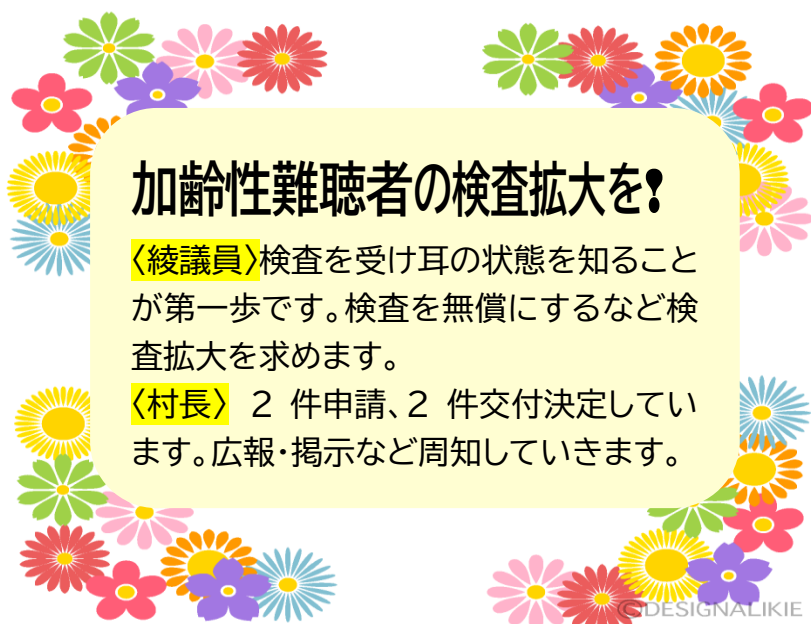 加齢性難聴者の検査拡大を!
〈綾議員〉検査を受け耳の状態を知ること
が第一歩です。検査を無償にするなど検
査拡大を求めます。
〈村長〉 2 件申請、2 件交付決定してい
ます。広報・掲示など周知していきます。
©DESIGNALIKIE